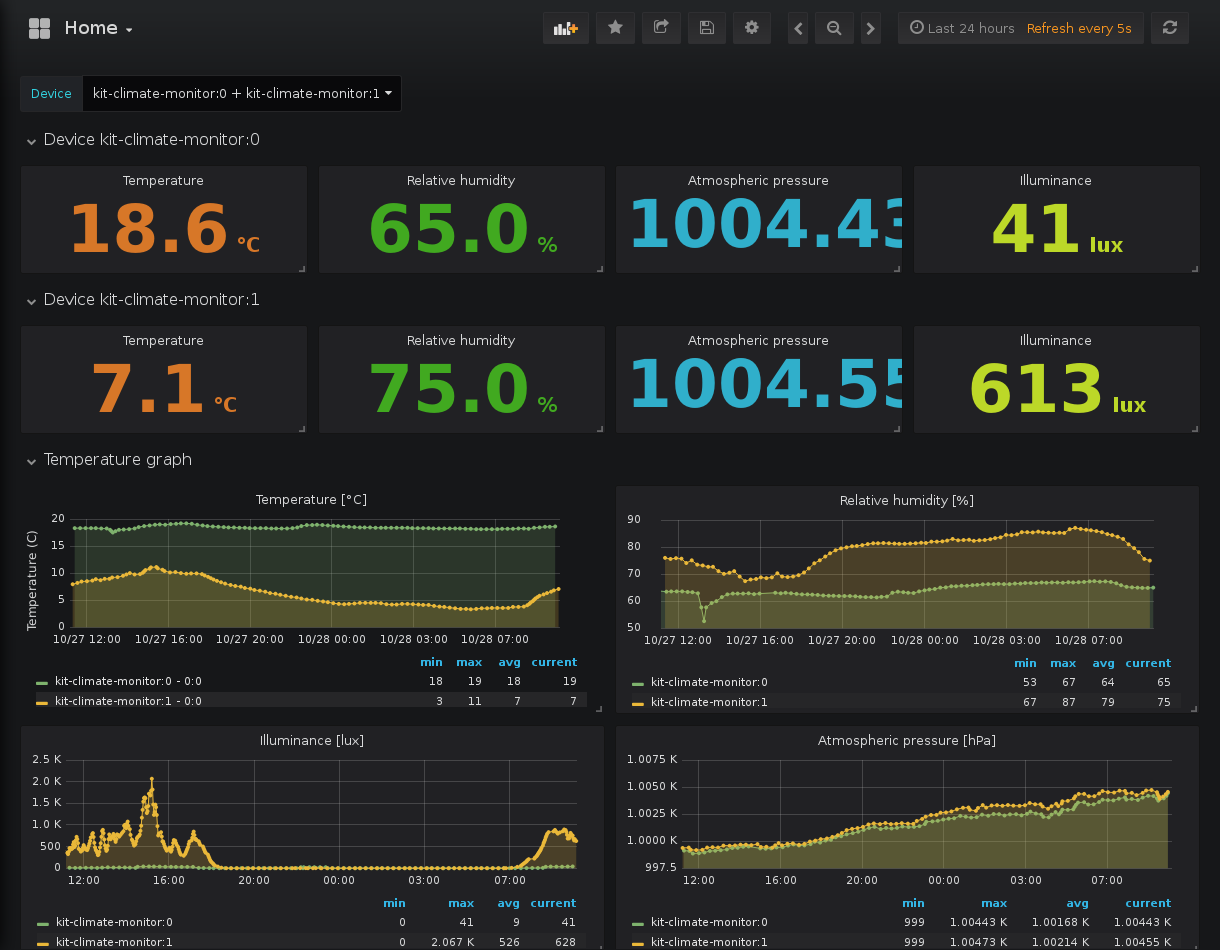 Home
Last 24 hours Refresh every 5s
Device kit-climate-monitor:0 + kit-climate-monitor:1
Device kit-climate-monitor:0
Temperature Relative humidity Atmospheric pressure Illuminance
18.6 °C 65.0 % 1004.43 41 lux
Device kit-climate-monitor:1
Temperature Relative humidity Atmospheric pressure Illuminance
7.1 °C 75.0 % 1004.55 613 lux
Temperature graph
Temperature [°C]
Temperature (C)
20
15
10
5
0
10/27 12:00 10/27 16:00 10/27 20:00 10/28 00:00 10/28 03:00 10/28 07:00
min max avg current
kit-climate-monitor:0 - 0:0 18 19 18 19
kit-climate-monitor:1 - 0:0 3 11 7 7
Relative humidity [%]
90
80
70
60
50
10/27 12:00 10/27 16:00 10/27 20:00 10/28 00:00 10/28 03:00 10/28 07:00
min max avg current
kit-climate-monitor:0 53 67 64 65
kit-climate-monitor:1 67 87 79 75
Illuminance [lux]
2.5 K
2.0 K
1.5 K
1.0 K
500
0
12:00 16:00 20:00 00:00 03:00 07:00
min max avg current
kit-climate-monitor:0 0 41 9 41
kit-climate-monitor:1 0 2.067 K 526 628
Atmospheric pressure [hPa]
1.0075 K
1.0050 K
1.0025 K
1.0000 K
997.5
12:00 16:00 20:00 00:00 03:00 07:00
min max avg current
kit-climate-monitor:0 999 1.00443 K 1.00168 K 1.00443 K
kit-climate-monitor:1 999 1.00473 K 1.00214 K 1.00455 K